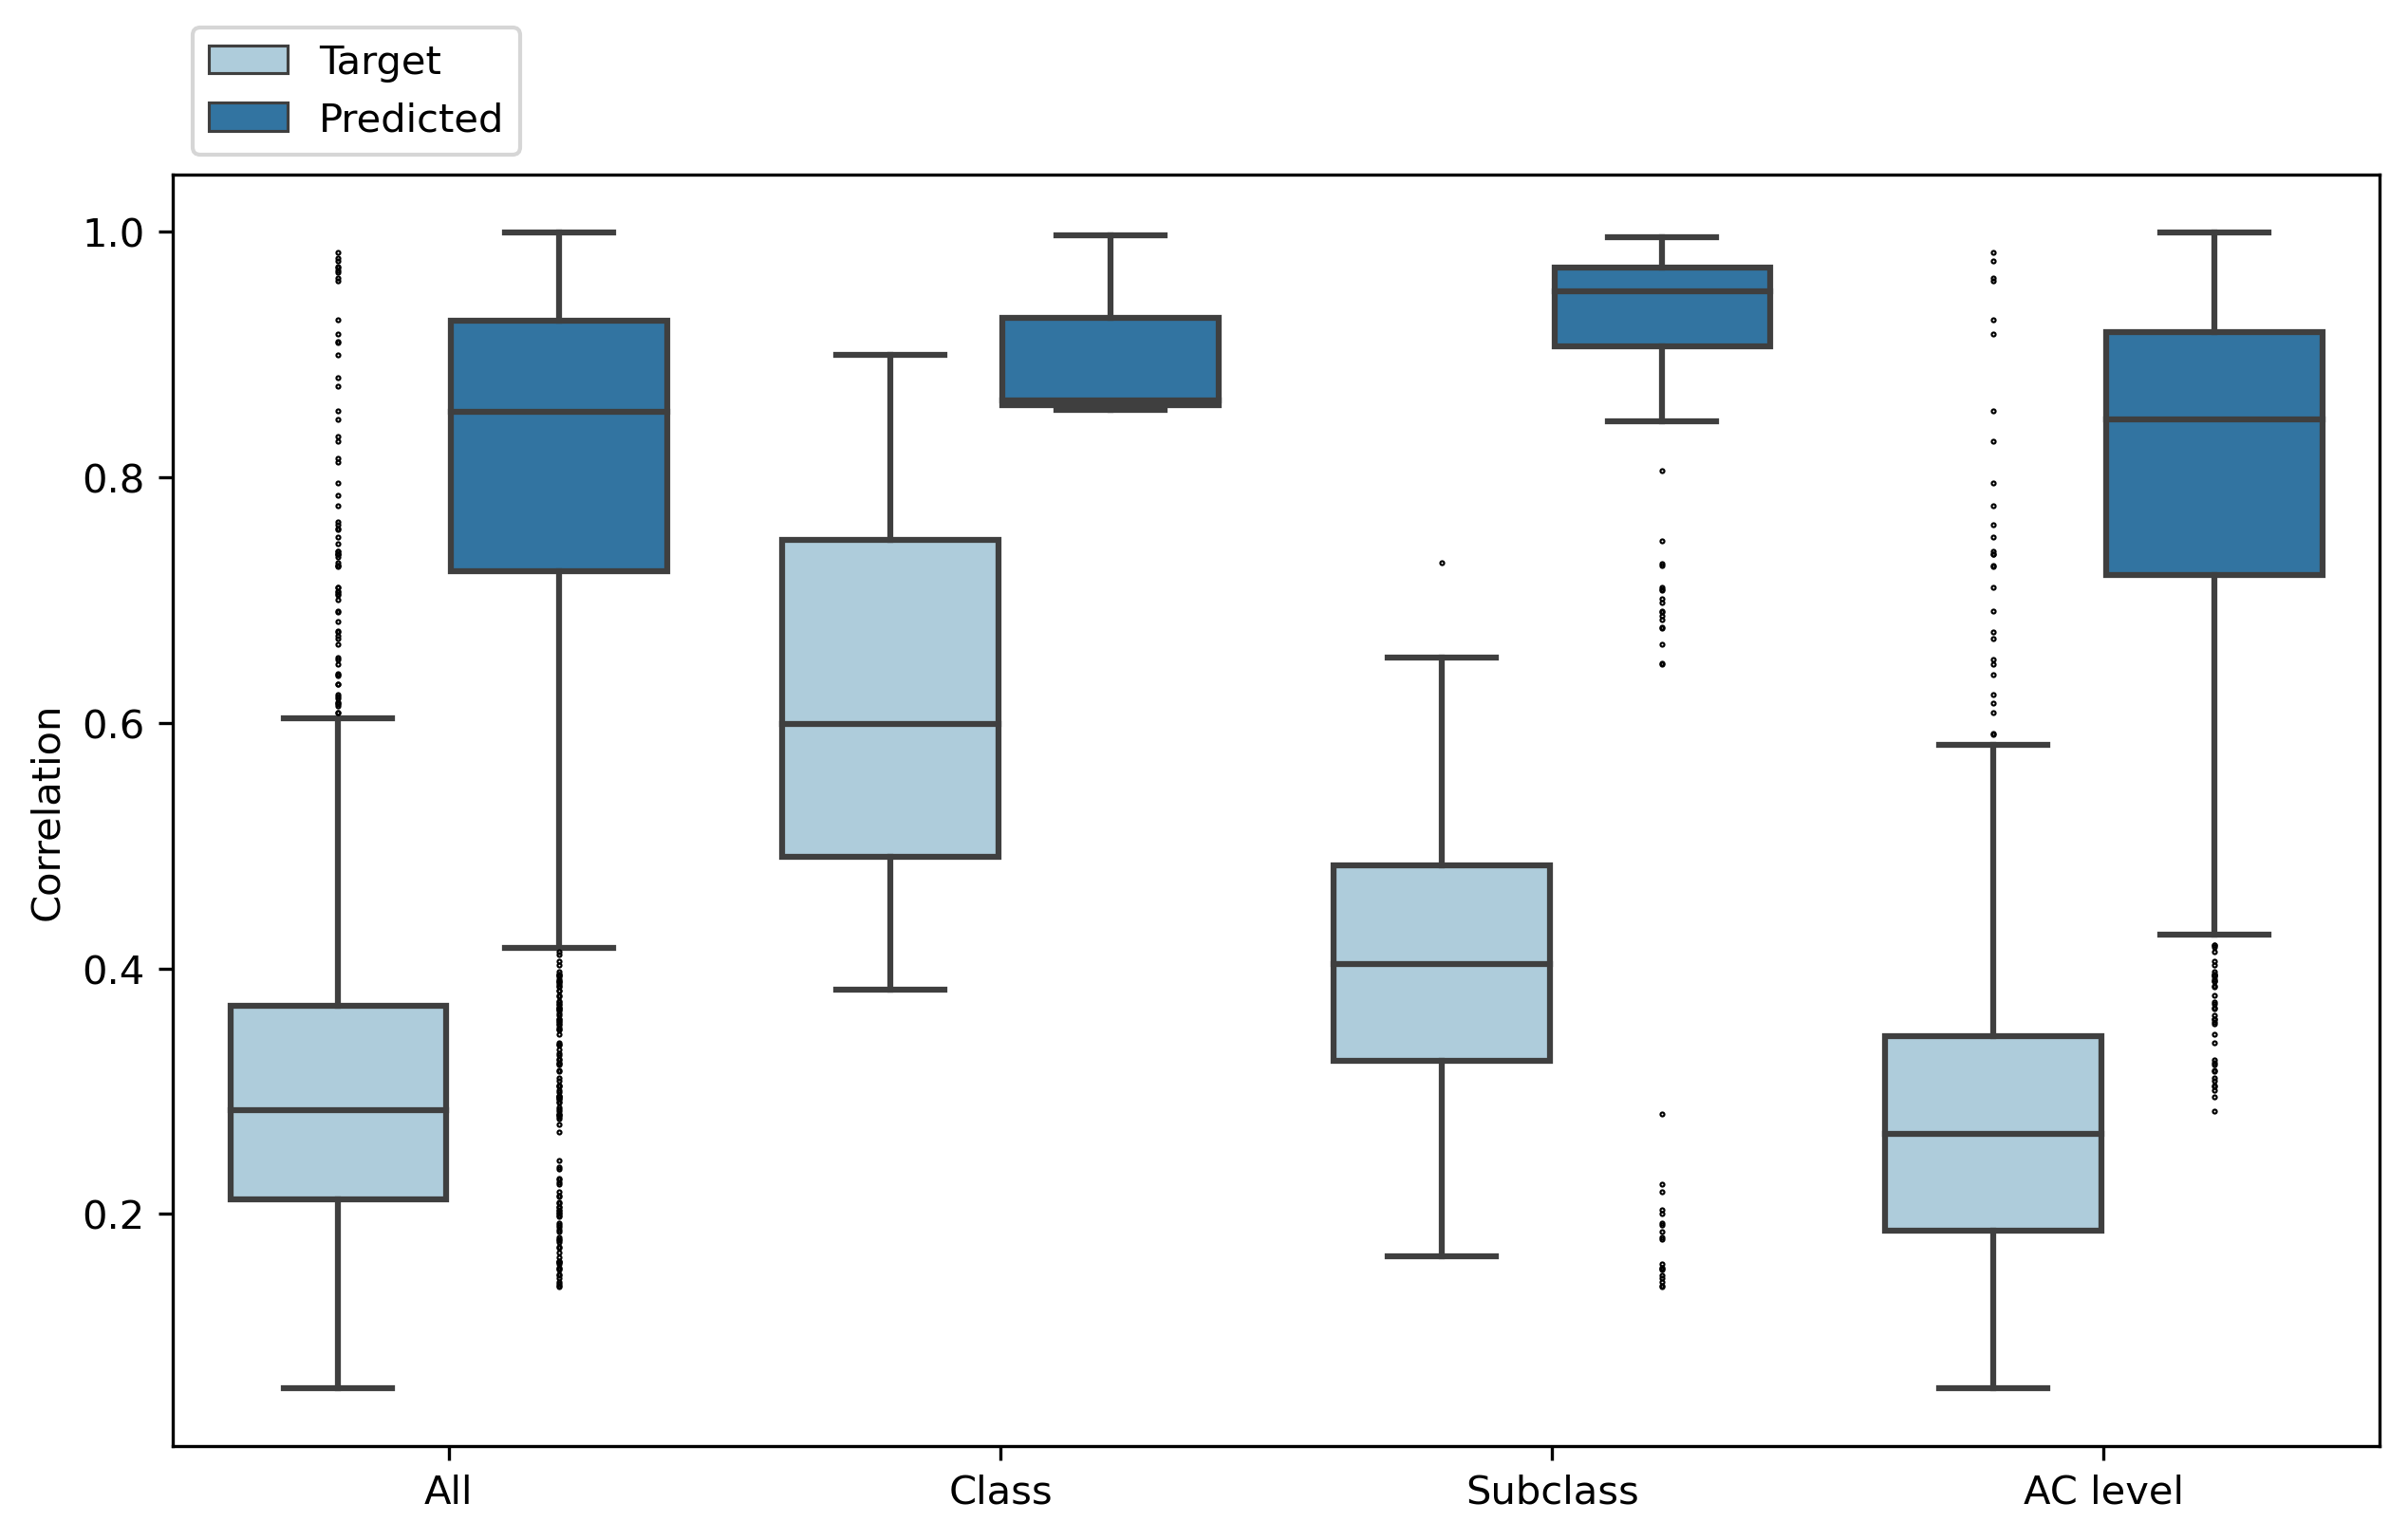 Target
Predicted
1.0
0.8
0.6
0.4
0.2
Correlation
All
Class
Subclass
AC level